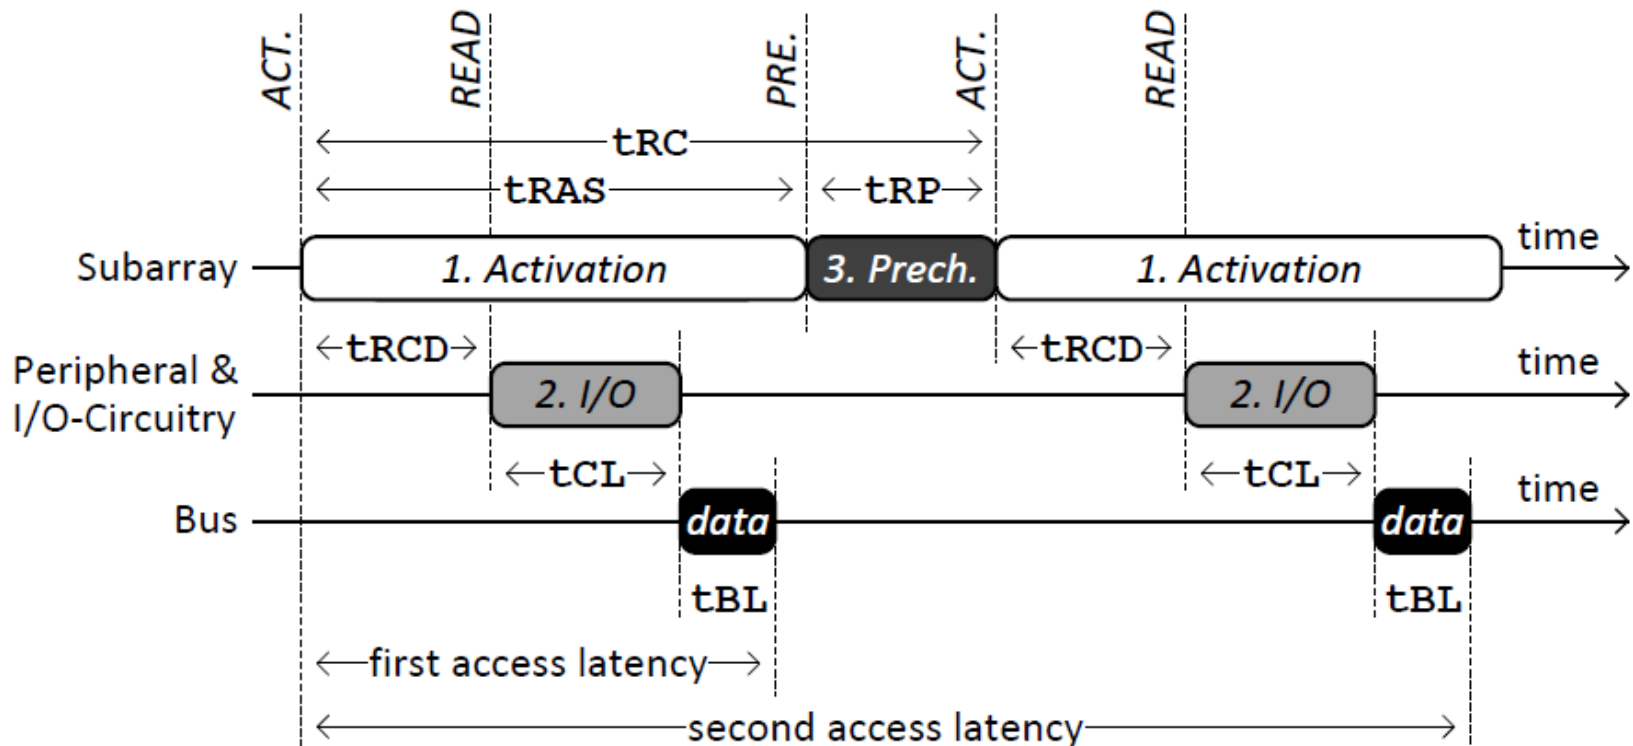 ACT.
READ
PRE.
ACT.
READ
tRC
tRAS
tRP
Subarray
1. Activation
3. Prech.
1. Activation
time
tRCD
tRCD
Peripheral &
I/O-Circuitry
2. I/O
2. I/O
time
tCL
tCL
Bus
data
data
time
tBL
tBL
first access latency
second access latency